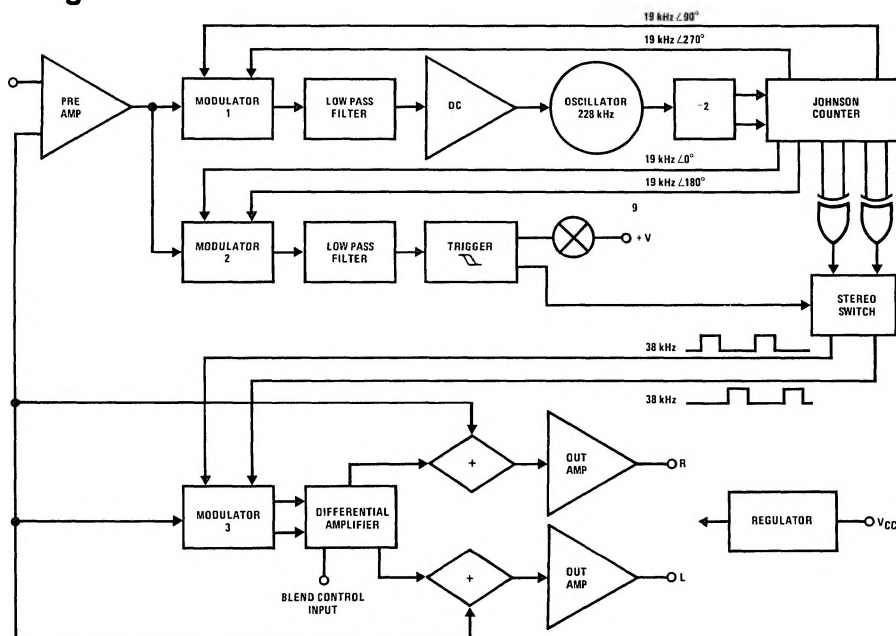 19 kHz ∠90°
19 kHz ∠270°
PRE
AMP
MODULATOR
1
LOW PASS
FILTER
DC
OSCILLATOR
228 kHz
−2
JOHNSON
COUNTER
19 kHz ∠0°
19 kHz ∠180°
9
MODULATOR
2
LOW PASS
FILTER
TRIGGER
+ V
STEREO
SWITCH
38 kHz
38 kHz
+
OUT
AMP
R
MODULATOR
3
DIFFERENTIAL
AMPLIFIER
REGULATOR
VCC
BLEND CONTROL
INPUT
+
OUT
AMP
L